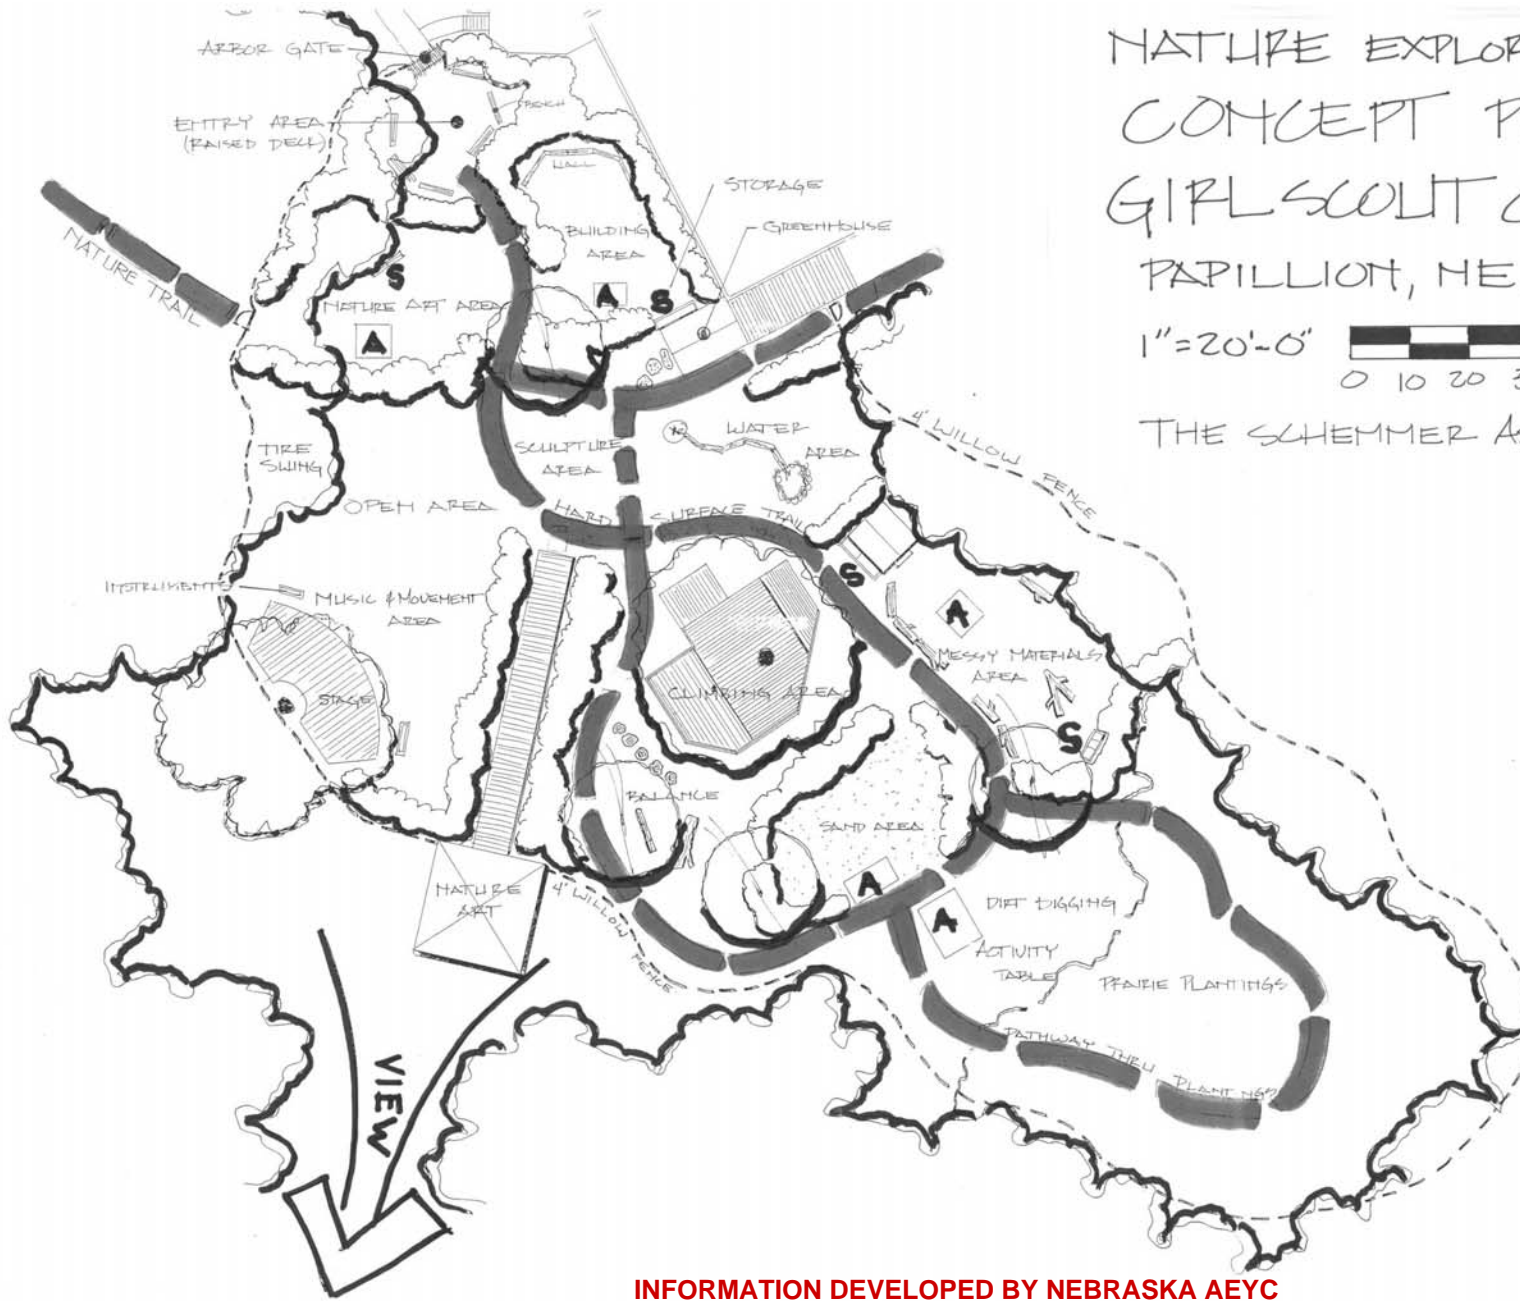 NATURE EXPLOR
CONCEPT P
GIRL SCOUT C
PAPILLION, NE
1"=20'-0"
0 10 20 3
THE SCHEMMER AS
ARBOR GATE
ENTRY AREA
(RAISED DECK)
BENCH
WALL
STORAGE
GREENHOUSE
BUILDING
AREA
NATURE TRAIL
S
NATURE ART AREA
A
A
S
TIRE
SWING
SCULPTURE
AREA
WATER
AREA
4' WILLOW FENCE
OPEN AREA
HARD SURFACE TRAIL
INSTRUMENTS
MUSIC & MOVEMENT
AREA
S
A
MESSY MATERIALS
AREA
STAGE
CLIMBING AREA
S
BALANCE
SAND AREA
NATURE
ART
4' WILLOW FENCE
A
A
DIRT DIGGING
ACTIVITY
TABLE
PRAIRIE PLANTINGS
PATHWAY THRU PLANTINGS
VIEW
INFORMATION DEVELOPED BY NEBRASKA AEYC